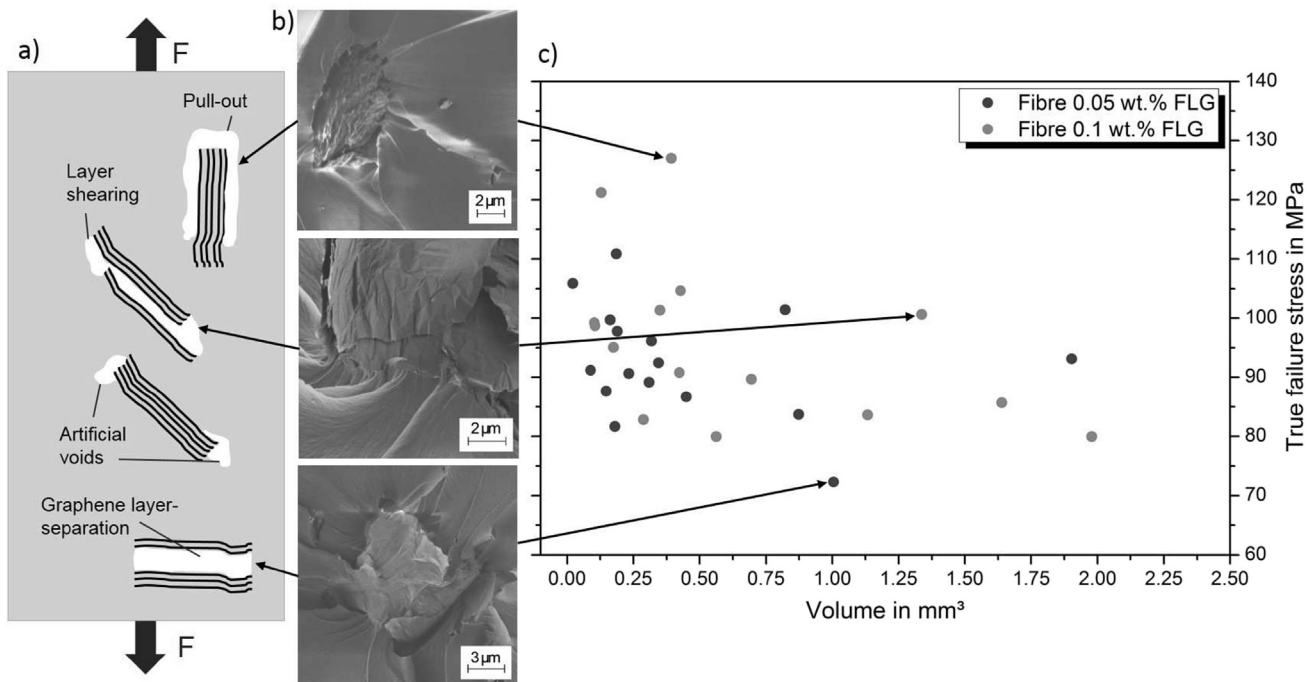 a)
F
Pull-out
Layer
shearing
Artificial
voids
Graphene layer-
separation
F
b)
2 µm
2 µm
3 µm
c)
Fibre 0.05 wt.% FLG
Fibre 0.1 wt.% FLG
140
130
120
110
100
90
80
70
60
True failure stress in MPa
0.00 0.25 0.50 0.75 1.00 1.25 1.50 1.75 2.00 2.25 2.50
Volume in mm³